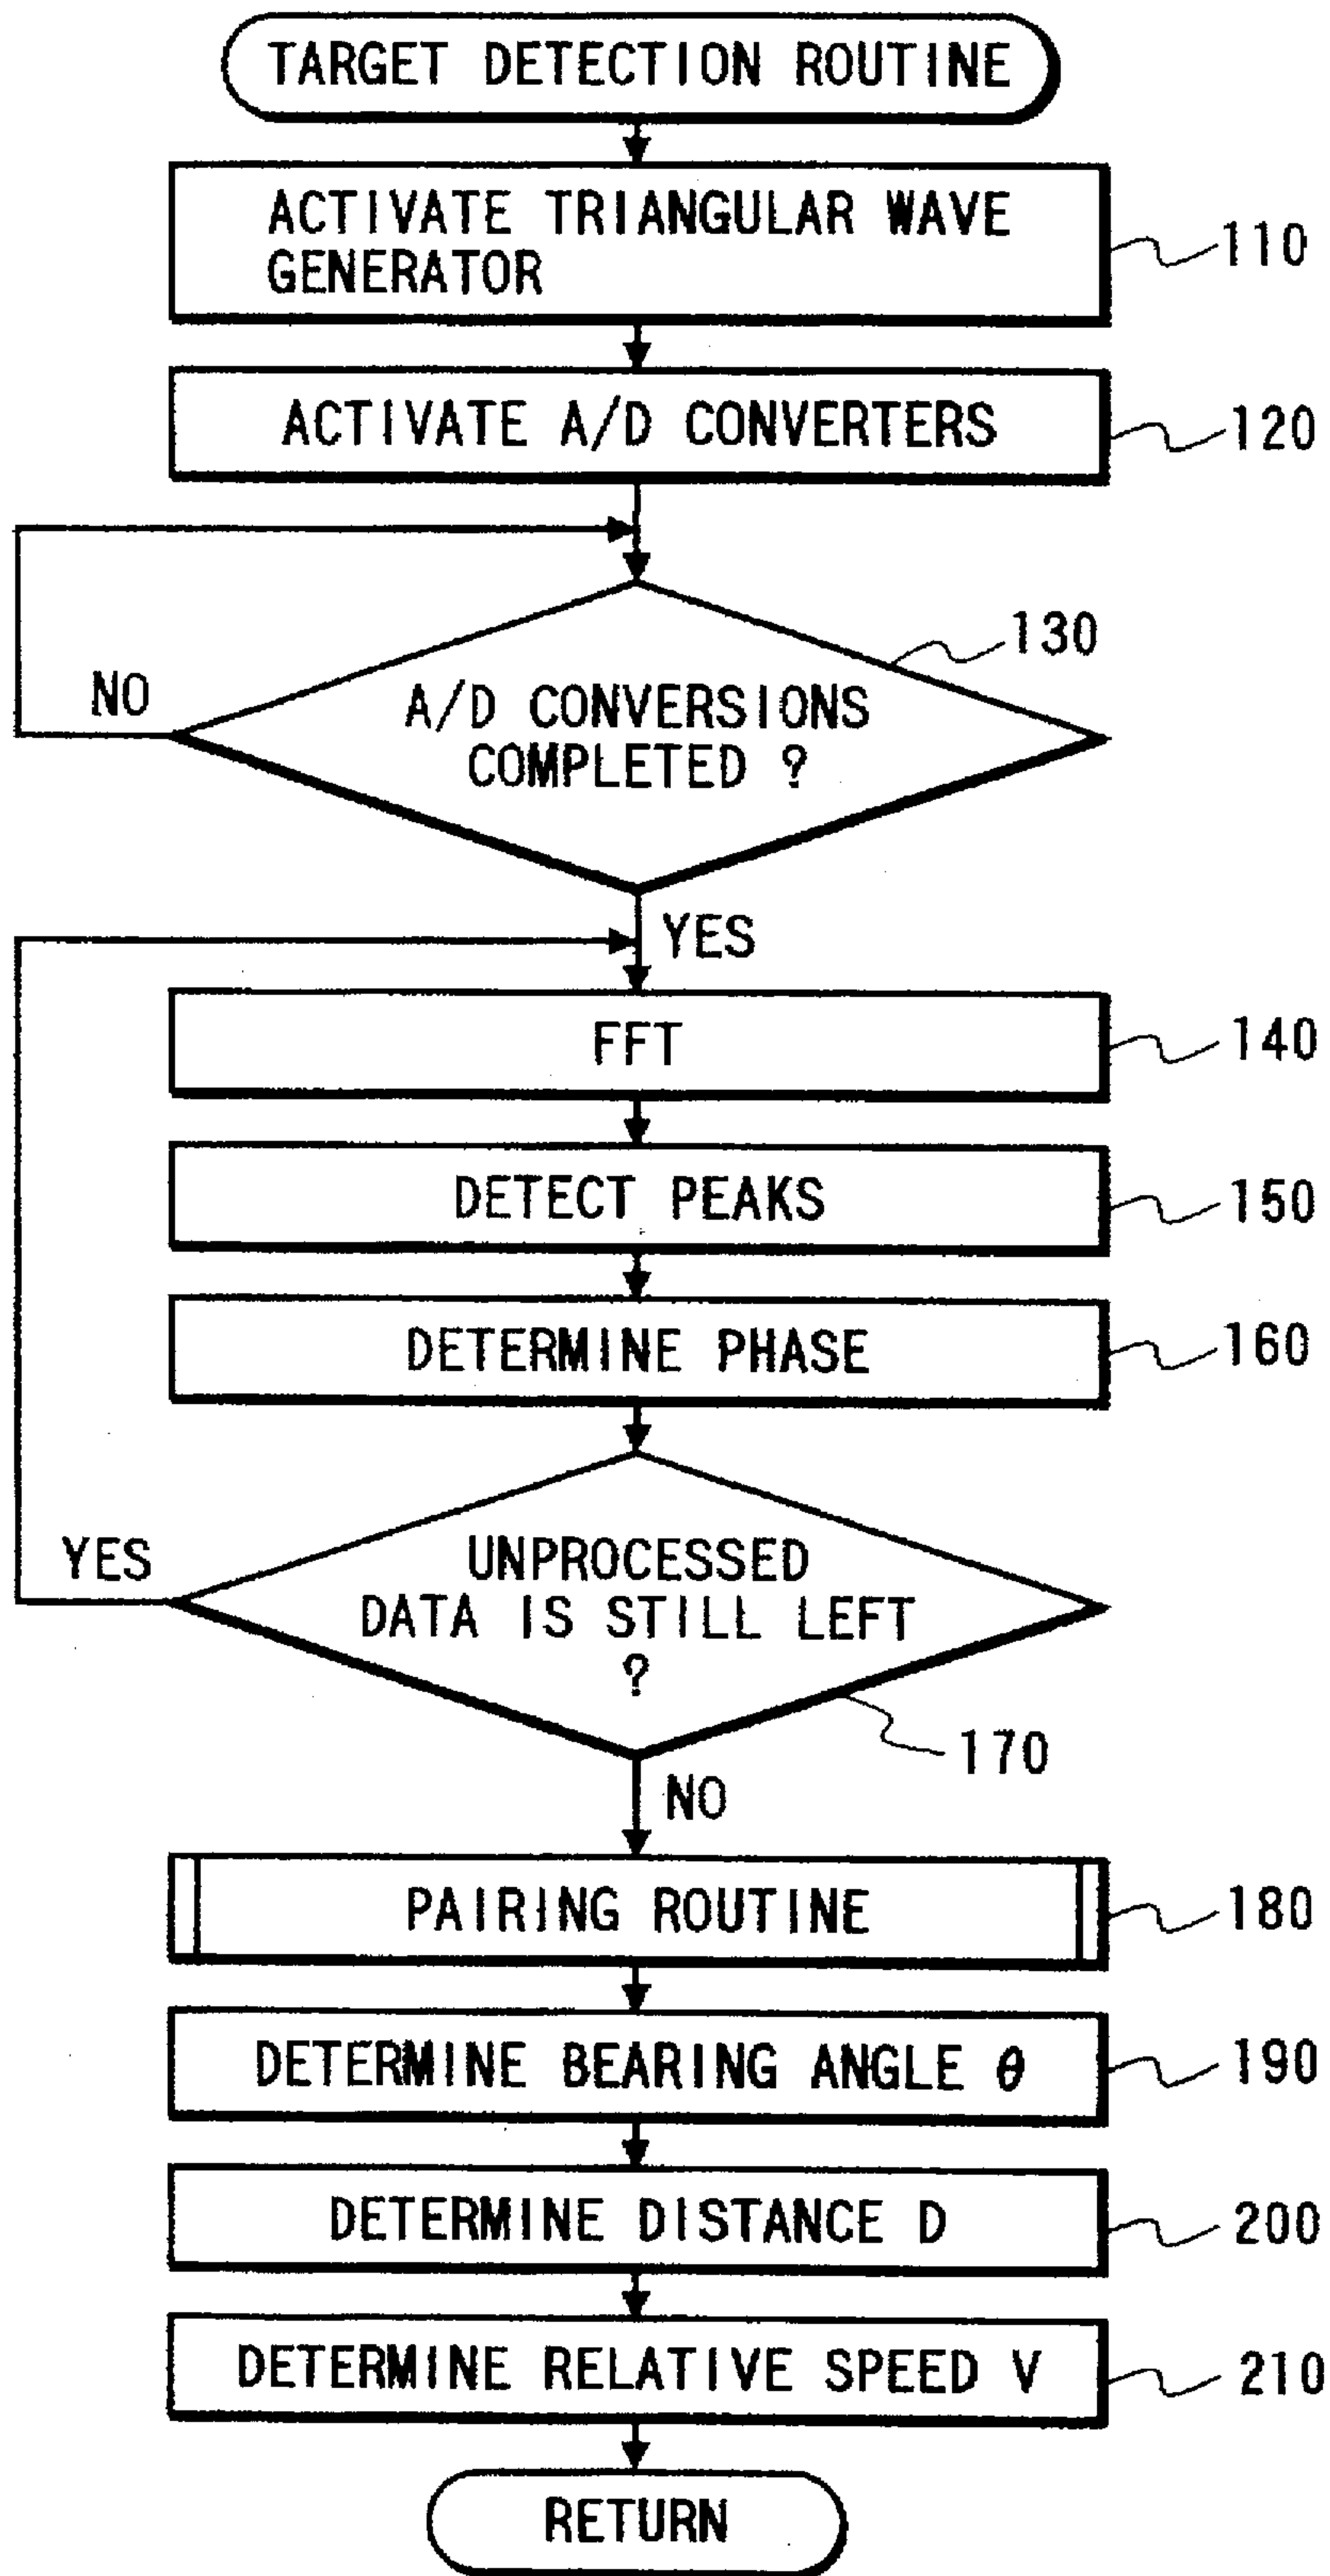 TARGET DETECTION ROUTINE
ACTIVATE TRIANGULAR WAVE
GENERATOR
110
ACTIVATE A/D CONVERTERS
120
130
NO
A/D CONVERSIONS
COMPLETED ?
YES
FFT
140
DETECT PEAKS
150
DETERMINE PHASE
160
YES
UNPROCESSED
DATA IS STILL LEFT
?
170
NO
PAIRING ROUTINE
180
DETERMINE BEARING ANGLE θ
190
DETERMINE DISTANCE D
200
DETERMINE RELATIVE SPEED V
210
RETURN